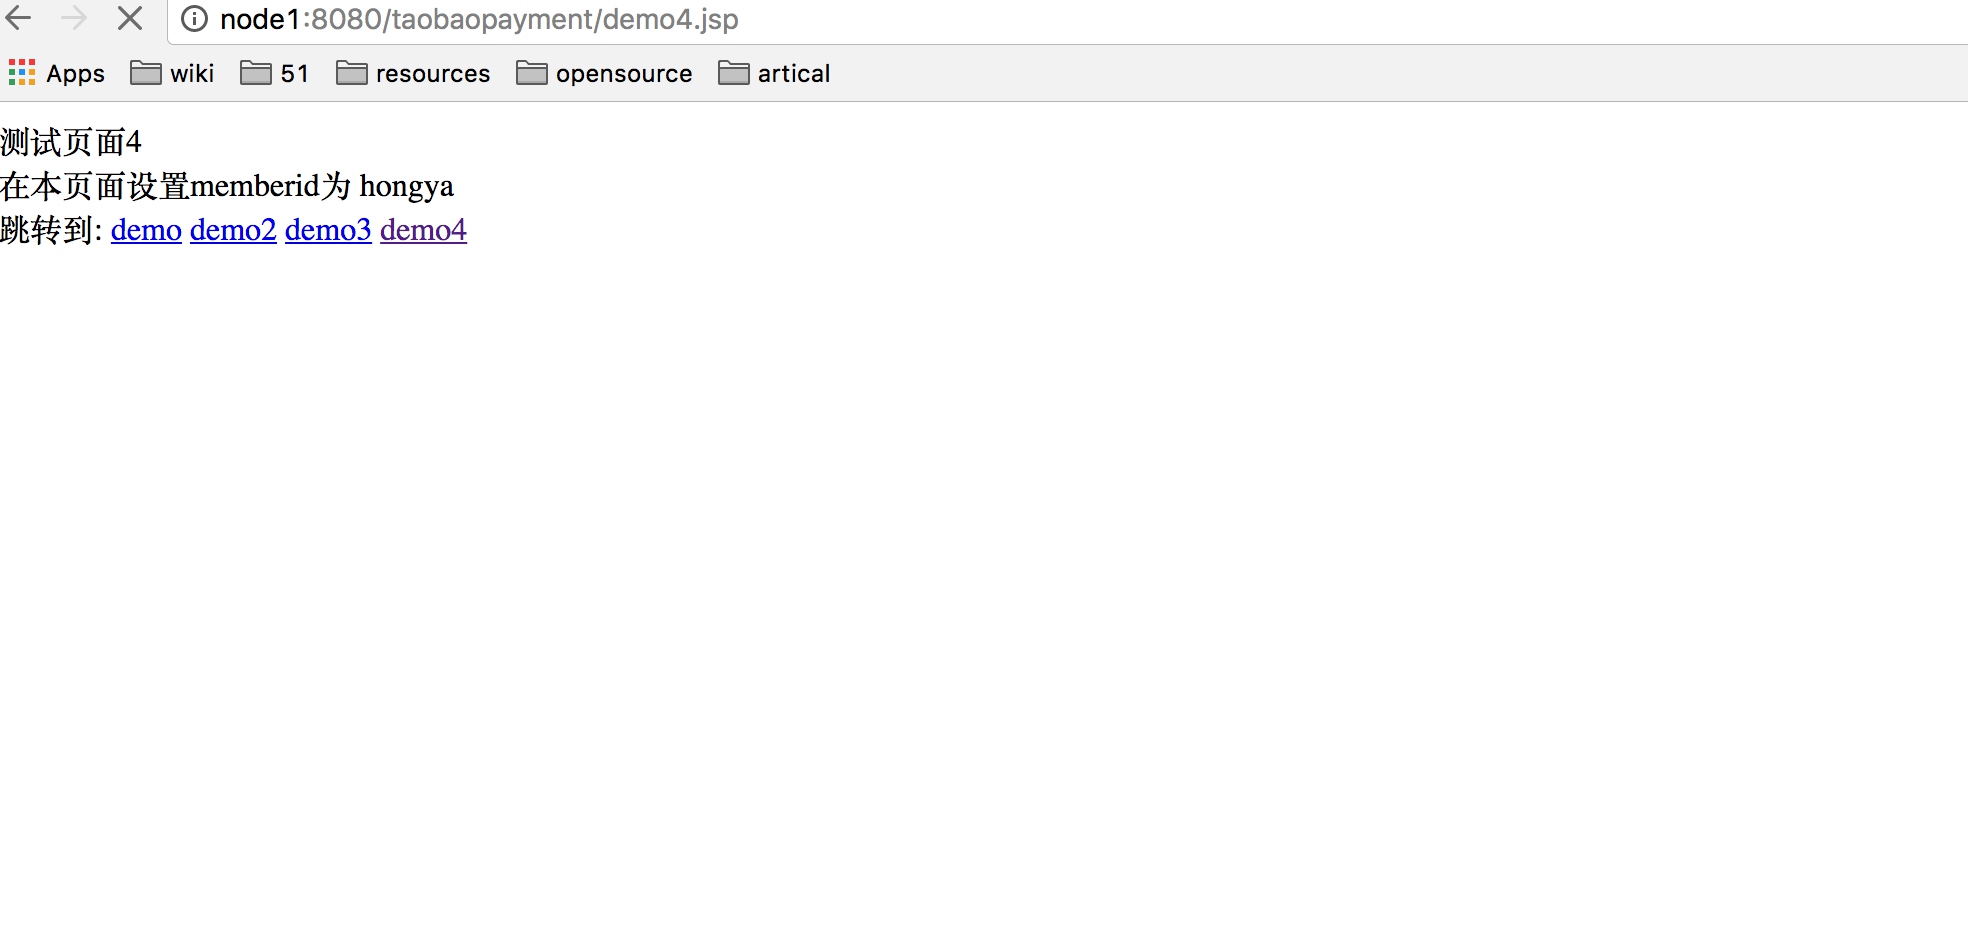 node1:8080/taobaopayment/demo4.jsp
Apps wiki 51 resources opensource artical
测试页面4
在本页面设置memberid为 hongya
跳转到: demo demo2 demo3 demo4